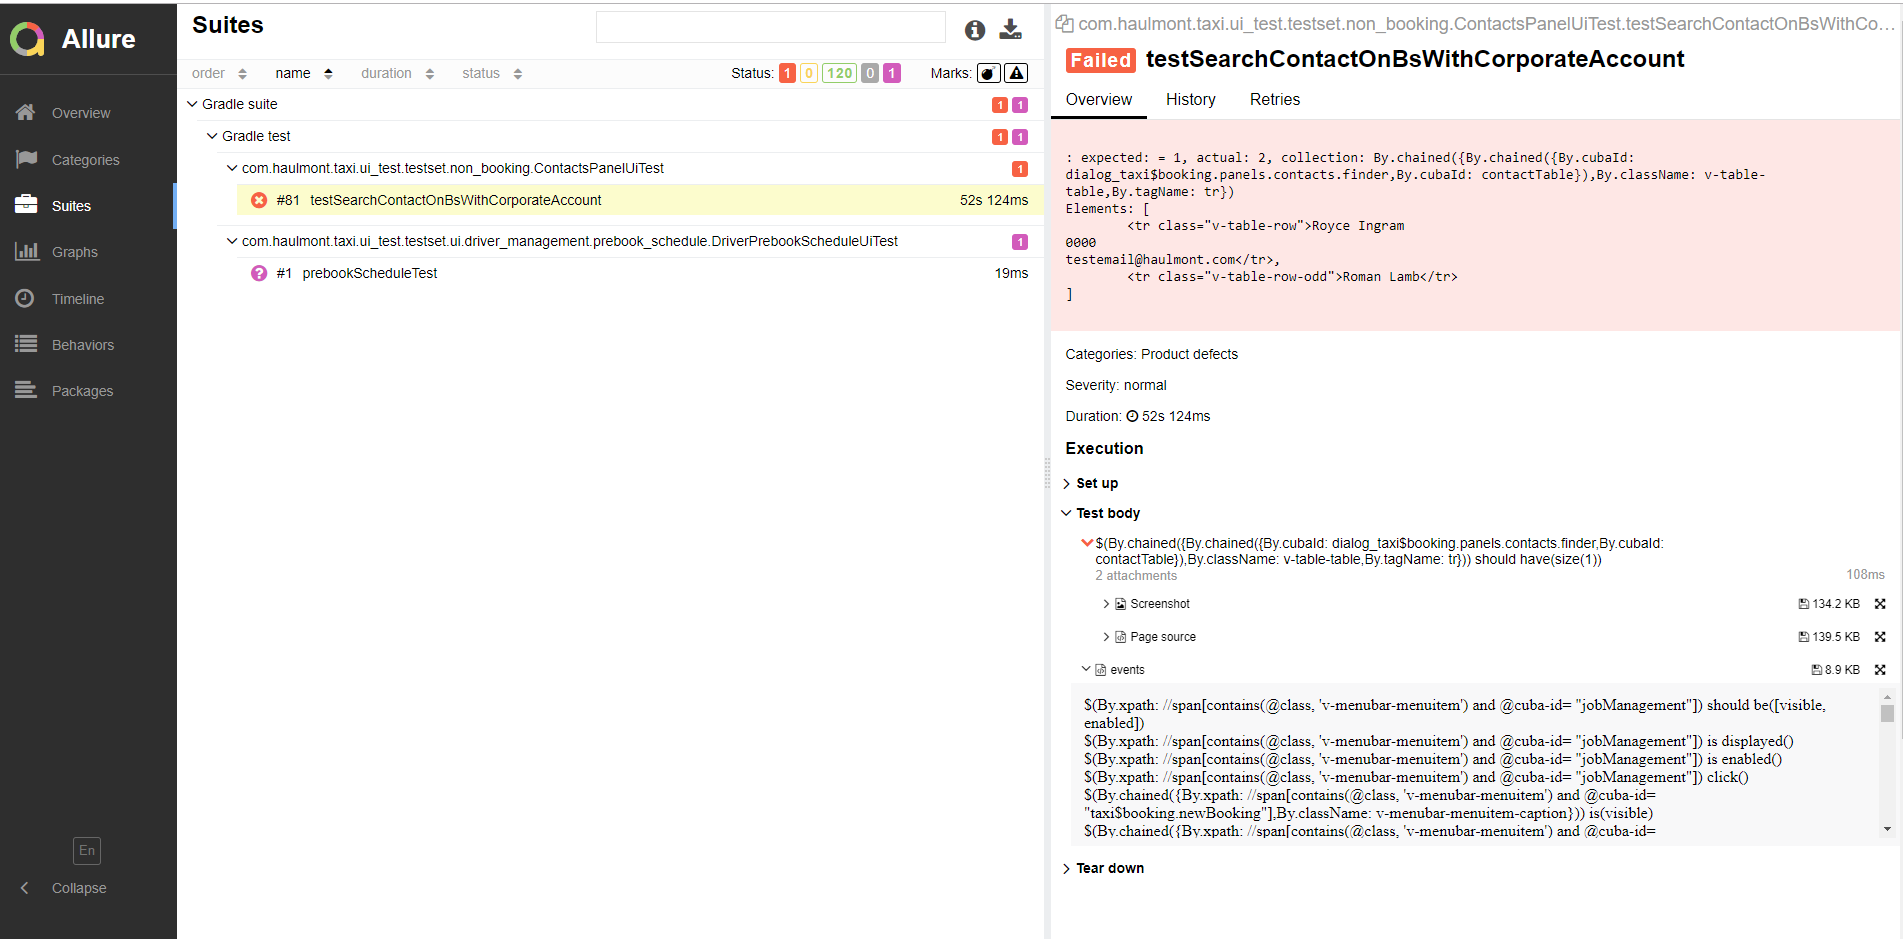 Allure
Overview
Categories
Suites
Graphs
Timeline
Behaviors
Packages
En
Collapse
Suites
order name duration status Status: 1 0 120 0 1 Marks:
Gradle suite 1 1
Gradle test 1 1
com.haulmont.taxi.ui_test.testset.non_booking.ContactsPanelUiTest 1
#81 testSearchContactOnBsWithCorporateAccount 52s 124ms
com.haulmont.taxi.ui_test.testset.ui.driver_management.prebook_schedule.DriverPrebookScheduleUiTest 1
? #1 prebookScheduleTest 19ms
com.haulmont.taxi.ui_test.testset.non_booking.ContactsPanelUiTest.testSearchContactOnBsWithCo...
Failed testSearchContactOnBsWithCorporateAccount
Overview History Retries
: expected: = 1, actual: 2, collection: By.chained({By.chained({By.cubaId:
dialog_taxi$booking.panels.contacts.finder,By.cubaId: contactTable}),By.className: v-table-
table,By.tagName: tr})
Elements: [
<tr class="v-table-row">Royce Ingram
0000
testemail@haulmont.com</tr>,
<tr class="v-table-row-odd">Roman Lamb</tr>
]
Categories: Product defects
Severity: normal
Duration: 52s 124ms
Execution
Set up
Test body
$(By.chained({By.chained({By.cubaId: dialog_taxi$booking.panels.contacts.finder,By.cubaId:
contactTable}),By.className: v-table-table,By.tagName: tr})) should have(size(1))
2 attachments 108ms
Screenshot 134.2 KB
Page source 139.5 KB
events 8.9 KB
$(By.xpath: //span[contains(@class, 'v-menubar-menuitem') and @cuba-id= "jobManagement"]) should be([visible,
enabled])
$(By.xpath: //span[contains(@class, 'v-menubar-menuitem') and @cuba-id= "jobManagement"]) is displayed()
$(By.xpath: //span[contains(@class, 'v-menubar-menuitem') and @cuba-id= "jobManagement"]) is enabled()
$(By.xpath: //span[contains(@class, 'v-menubar-menuitem') and @cuba-id= "jobManagement"]) click()
$(By.chained({By.xpath: //span[contains(@class, 'v-menubar-menuitem') and @cuba-id=
"taxi$booking.newBooking"],By.className: v-menubar-menuitem-caption})) is(visible)
$(By.chained({By.xpath: //span[contains(@class, 'v-menubar-menuitem') and @cuba-id=
Tear down